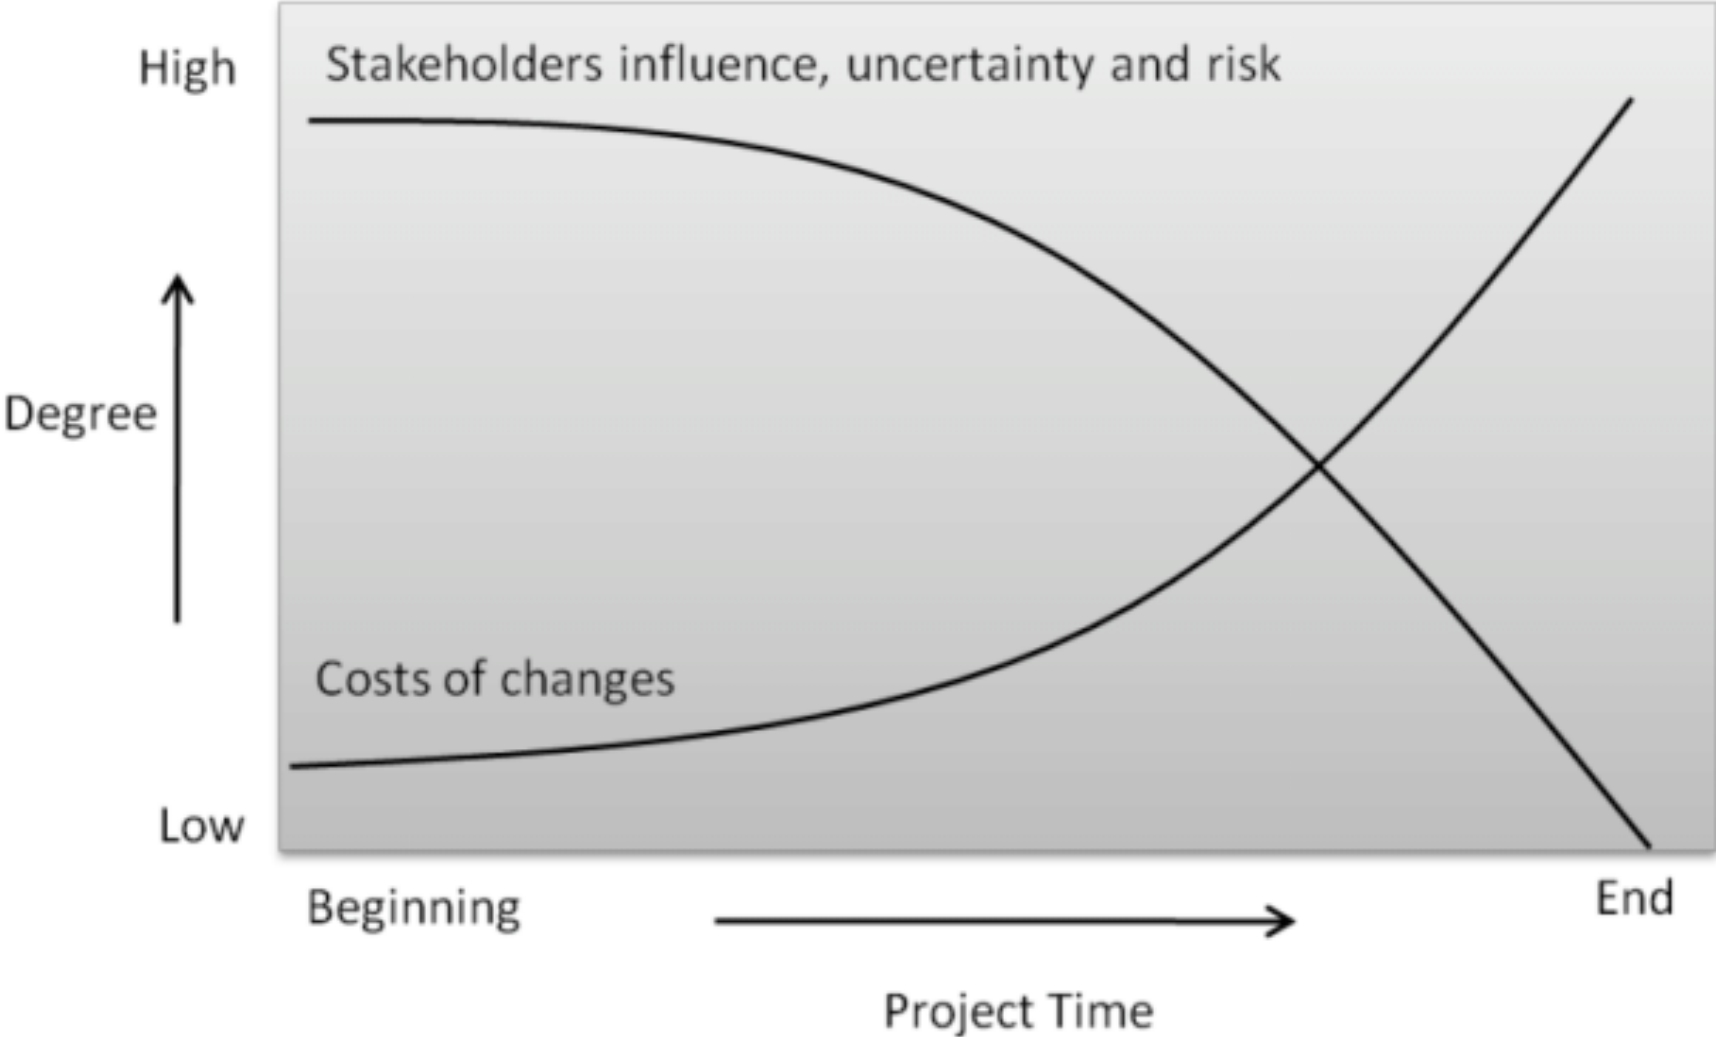 High
Stakeholders influence, uncertainty and risk
Degree
Costs of changes
Low
Beginning
End
Project Time